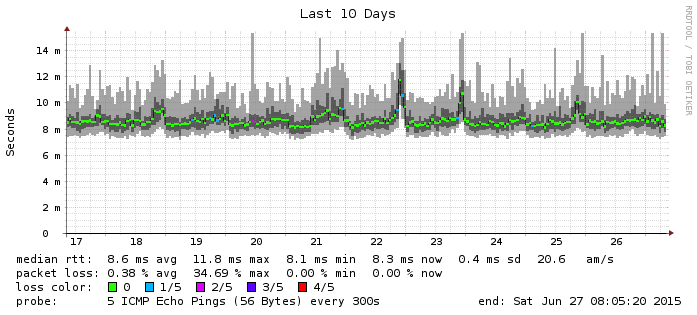 Last 10 Days
RRDTOOL / TOBI OETIKER
Seconds
14 m
12 m
10 m
8 m
6 m
4 m
2 m
0
17 18 19 20 21 22 23 24 25 26
median rtt: 8.6 ms avg 11.8 ms max 8.1 ms min 8.3 ms now 0.4 ms sd 20.6 am/s
packet loss: 0.38 % avg 34.69 % max 0.00 % min 0.00 % now
loss color: 0 1/5 2/5 3/5 4/5
probe: 5 ICMP Echo Pings (56 Bytes) every 300s end: Sat Jun 27 08:05:20 2015